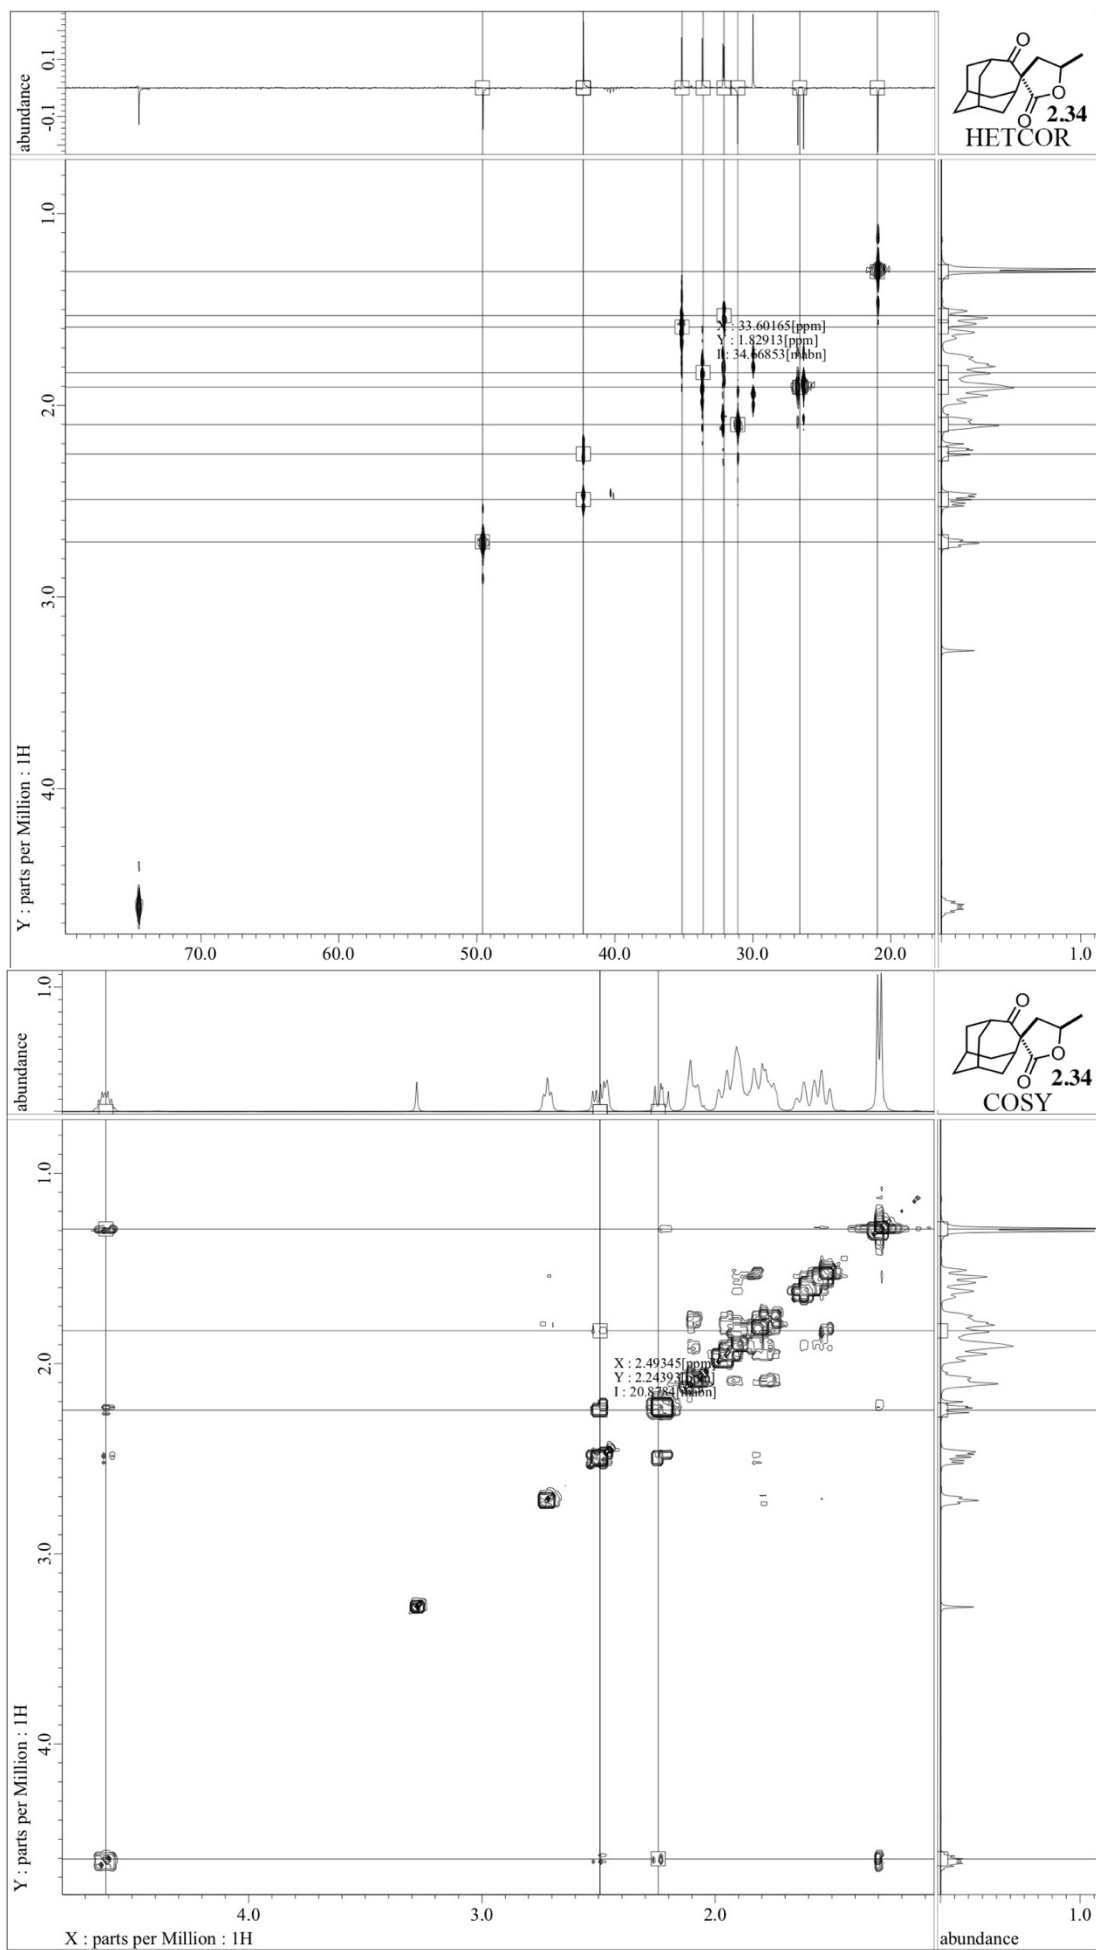 abundance
0.1
-0.1
O
O
O
2.34
HETCOR
1.0
X : 33.60165[ppm]
Y : 1.82913[ppm]
I : 34.66853[mabn]
2.0
3.0
4.0
Y : parts per Million : 1H
70.0 60.0 50.0 40.0 30.0 20.0 1.0
abundance
1.0
O
O
O
2.34
COSY
1.0
2.0
X : 2.49345[ppm]
Y : 2.24393[ppm]
I : 20.8784[mabn]
3.0
4.0
Y : parts per Million : 1H
4.0 3.0 2.0 1.0
X : parts per Million : 1H
abundance